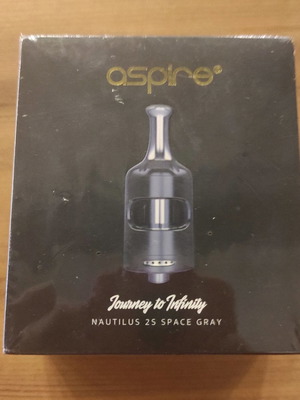 aspire®
Journey to Infinity
NAUTILUS 2S SPACE GRAY